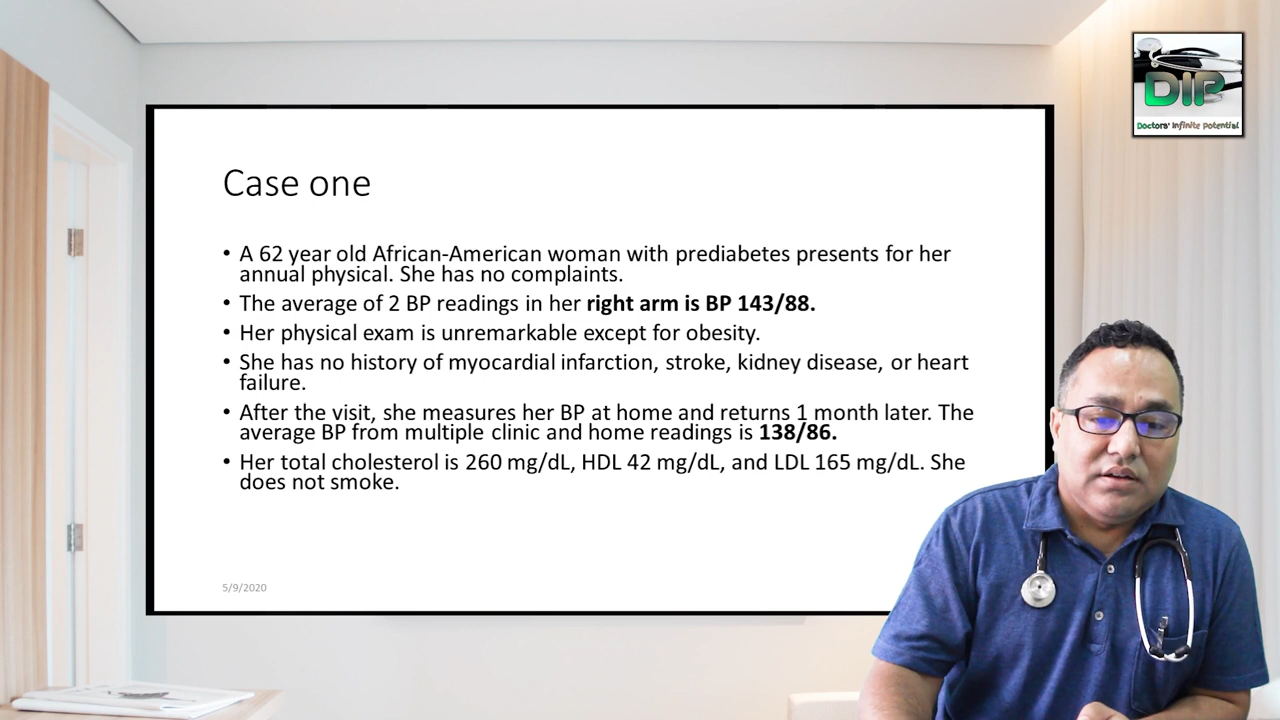 DIP
Doctors' Infinite Potential
Case one
• A 62 year old African-American woman with prediabetes presents for her
annual physical. She has no complaints.
• The average of 2 BP readings in her right arm is BP 143/88.
• Her physical exam is unremarkable except for obesity.
• She has no history of myocardial infarction, stroke, kidney disease, or heart
failure.
• After the visit, she measures her BP at home and returns 1 month later. The
average BP from multiple clinic and home readings is 138/86.
• Her total cholesterol is 260 mg/dL, HDL 42 mg/dL, and LDL 165 mg/dL. She
does not smoke.
5/9/2020